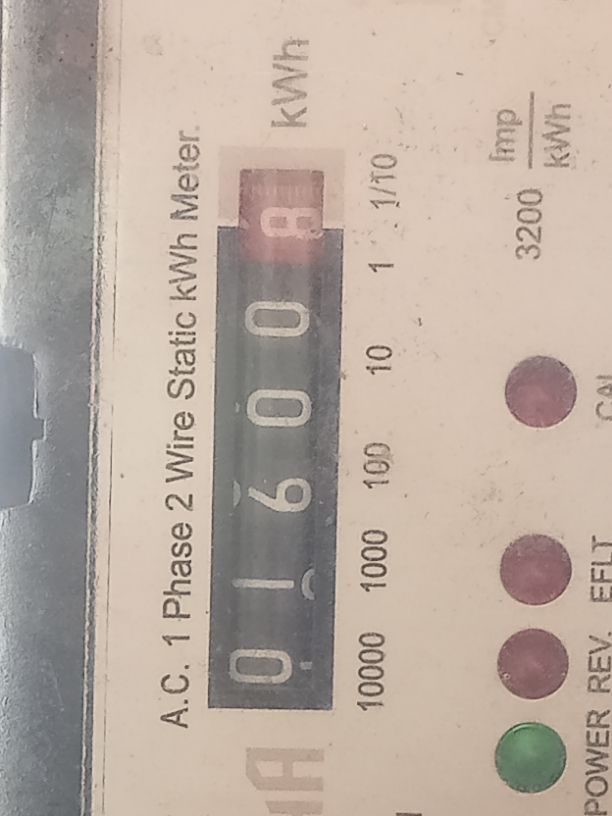 A.C. 1 Phase 2 Wire Static kWh Meter.
0 1 6 0 0 8 kWh
10000 1000 100 10 1 1/10
3200 Imp
kWh
POWER REV EFLT CAL